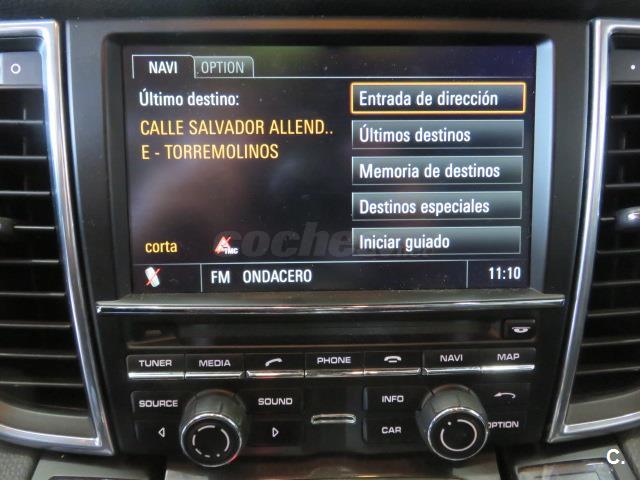 NAVI OPTION
Último destino:
CALLE SALVADOR ALLEND..
E - TORREMOLINOS
Entrada de dirección
Últimos destinos
Memoria de destinos
Destinos especiales
Iniciar guiado
corta
TMC
FM ONDACERO 11:10
TUNER MEDIA PHONE NAVI MAP
SOURCE SOUND INFO
CAR OPTION
coche
C.